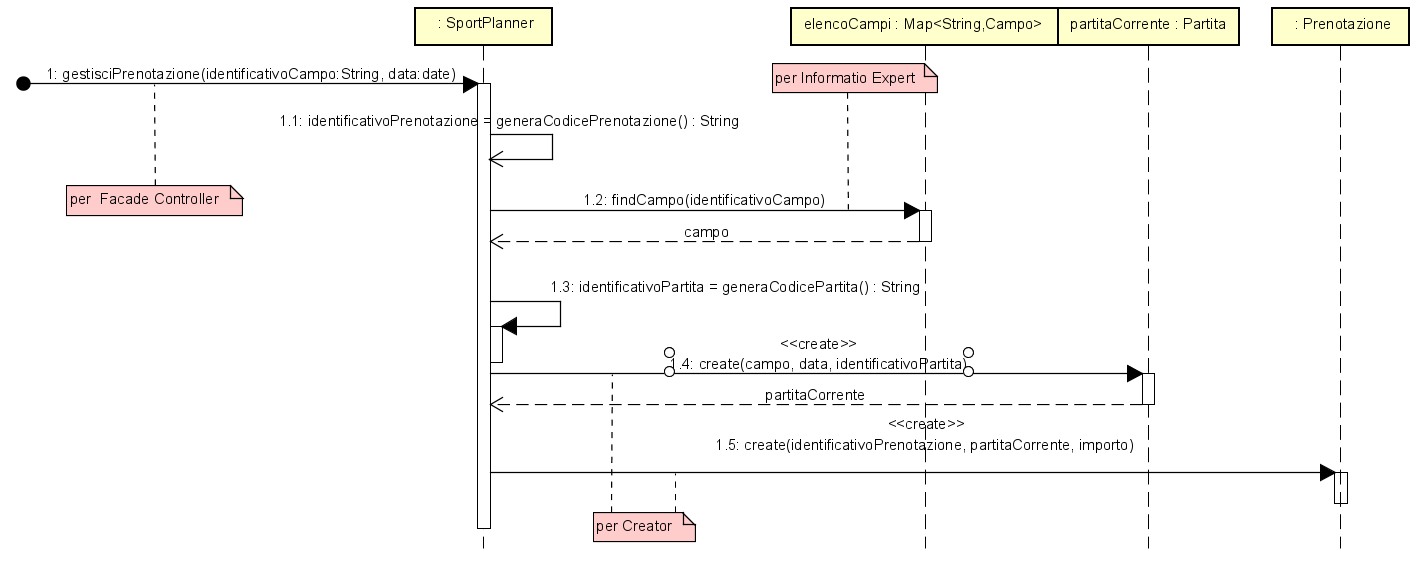 : SportPlanner
elencoCampi : Map<String,Campo>
partitaCorrente : Partita
: Prenotazione
1: gestisciPrenotazione(identificativoCampo:String, data:date)
per Informatio Expert
1.1: identificativoPrenotazione = generaCodicePrenotazione() : String
per Facade Controller
1.2: findCampo(identificativoCampo)
campo
1.3: identificativoPartita = generaCodicePartita() : String
<<create>>
1.4: create(campo, data, identificativoPartita)
partitaCorrente
<<create>>
1.5: create(identificativoPrenotazione, partitaCorrente, importo)
per Creator